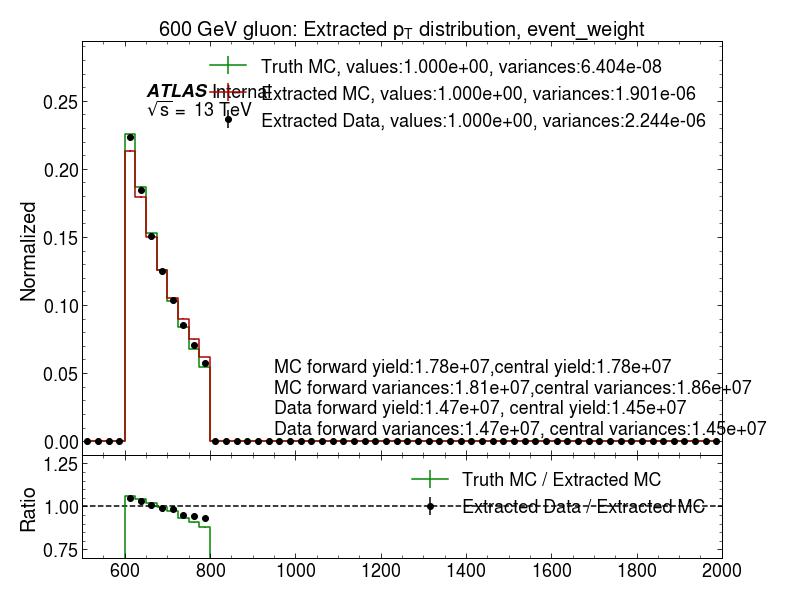 600 GeV gluon: Extracted pT distribution, event_weight
Truth MC, values:1.000e+00, variances:6.404e-08
ATLAS Internal
Extracted MC, values:1.000e+00, variances:1.901e-06
√s = 13 TeV
Extracted Data, values:1.000e+00, variances:2.244e-06
Normalized
0.25
0.20
0.15
0.10
0.05
0.00
MC forward yield:1.78e+07,central yield:1.78e+07
MC forward variances:1.81e+07,central variances:1.86e+07
Data forward yield:1.47e+07, central yield:1.45e+07
Data forward variances:1.47e+07, central variances:1.45e+07
Ratio
1.25
1.00
0.75
Truth MC / Extracted MC
Extracted Data / Extracted MC
600 800 1000 1200 1400 1600 1800 2000